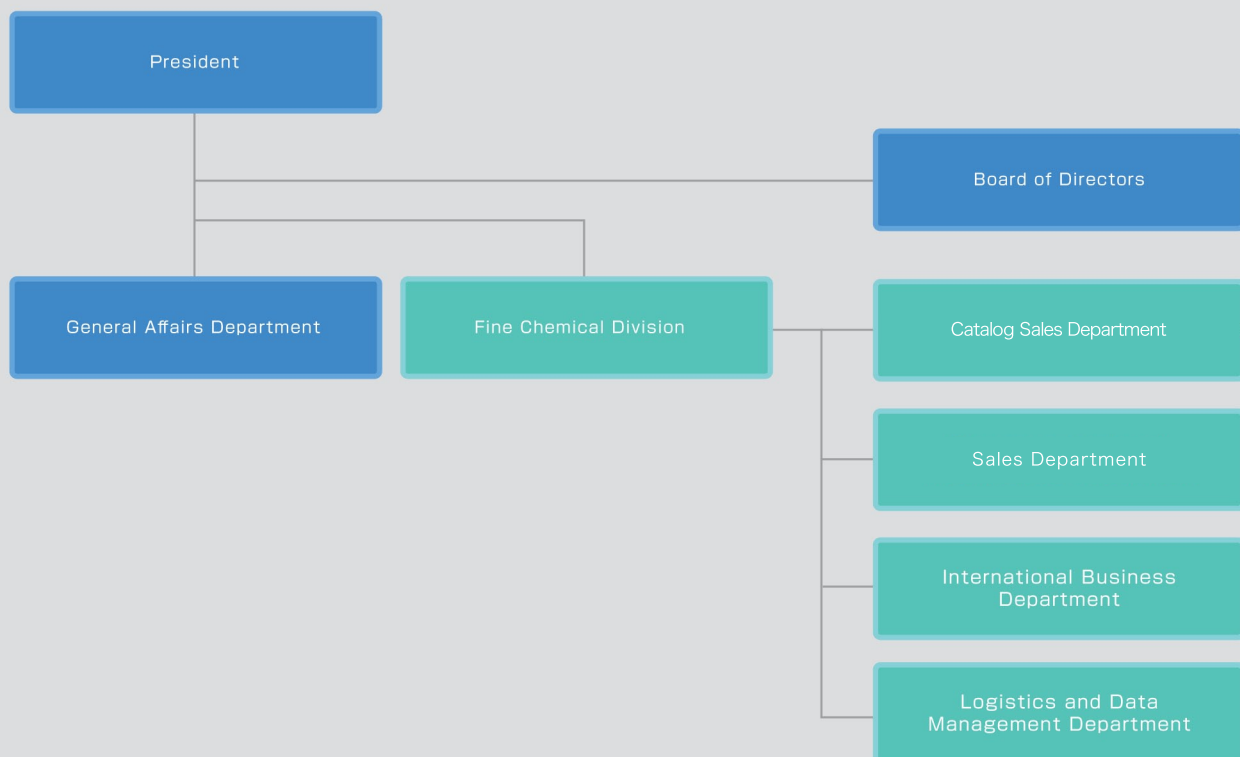 President
Board of Directors
General Affairs Department
Fine Chemical Division
Catalog Sales Department
Sales Department
International Business
Department
Logistics and Data
Management Department